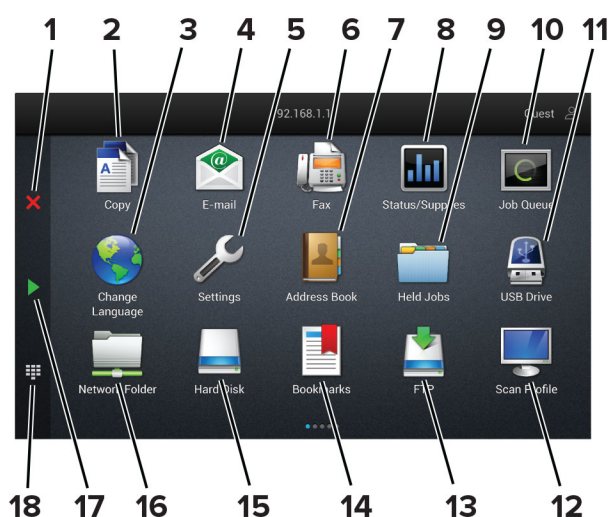 1 2 3 4 5 6 7 8 9 10 11
92.168.1.1
Guest
Copy E-mail Fax Status/Supplies Job Queue
Change Language Settings Address Book Held Jobs USB Drive
Network Folder Hard Disk Bookmarks FTP Scan Profile
18 17 16 15 14 13 12